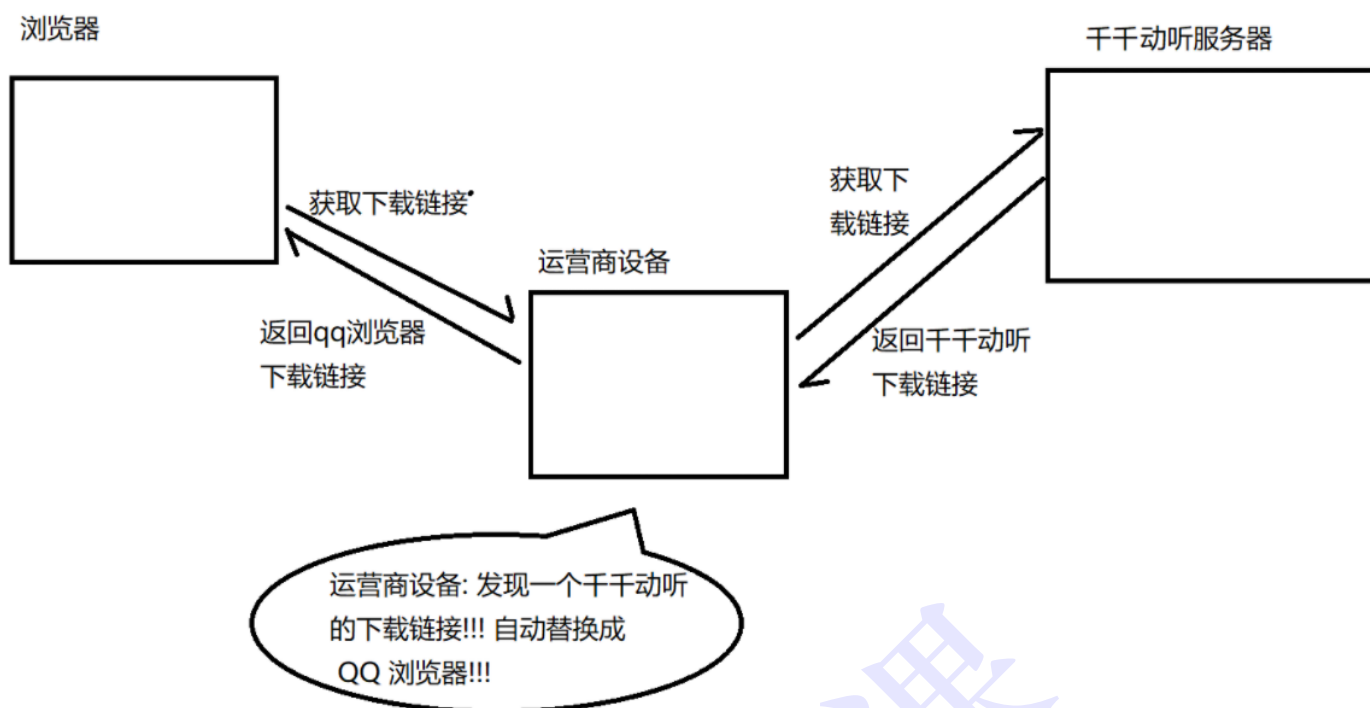 浏览器
千千动听服务器
获取下载链接
获取下
载链接
运营商设备
返回qq浏览器
下载链接
返回千千动听
下载链接
运营商设备: 发现一个千千动听
的下载链接!!! 自动替换成
QQ 浏览器!!!
课